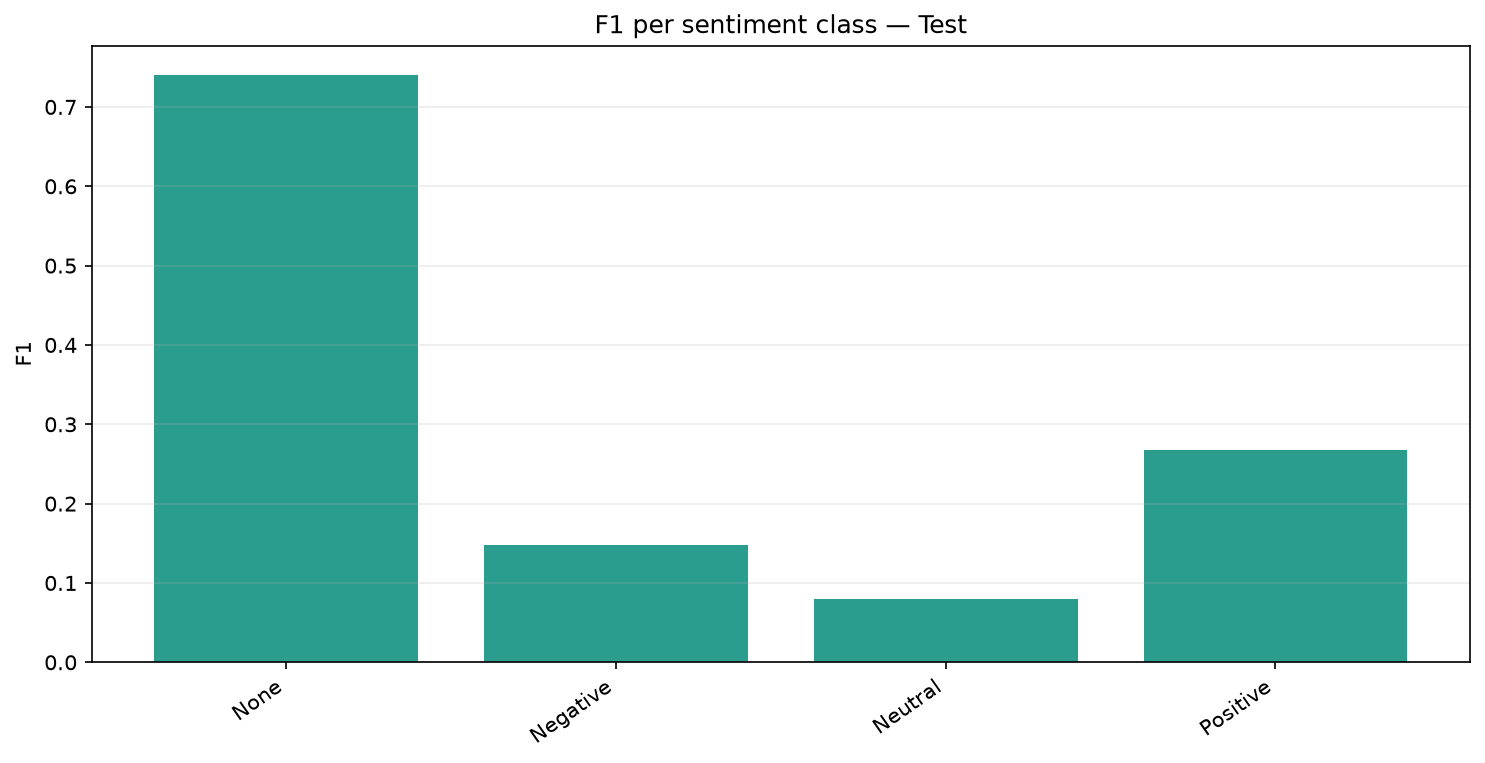 F1 per sentiment class — Test
F1
0.7
0.6
0.5
0.4
0.3
0.2
0.1
0.0
None
Negative
Neutral
Positive